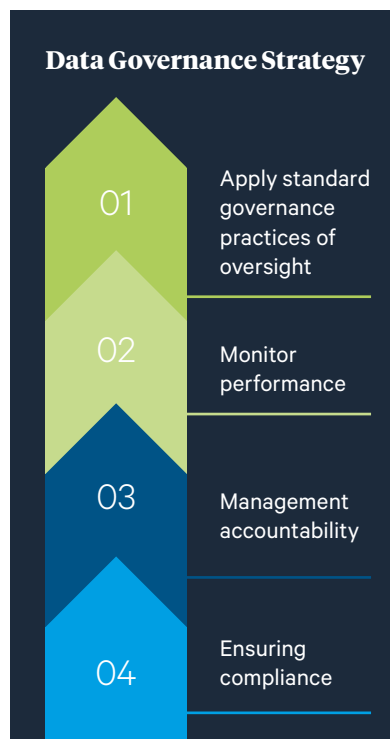 Data Governance Strategy
01
Apply standard
governance
practices of
oversight
02
Monitor
performance
03
Management
accountability
04
Ensuring
compliance